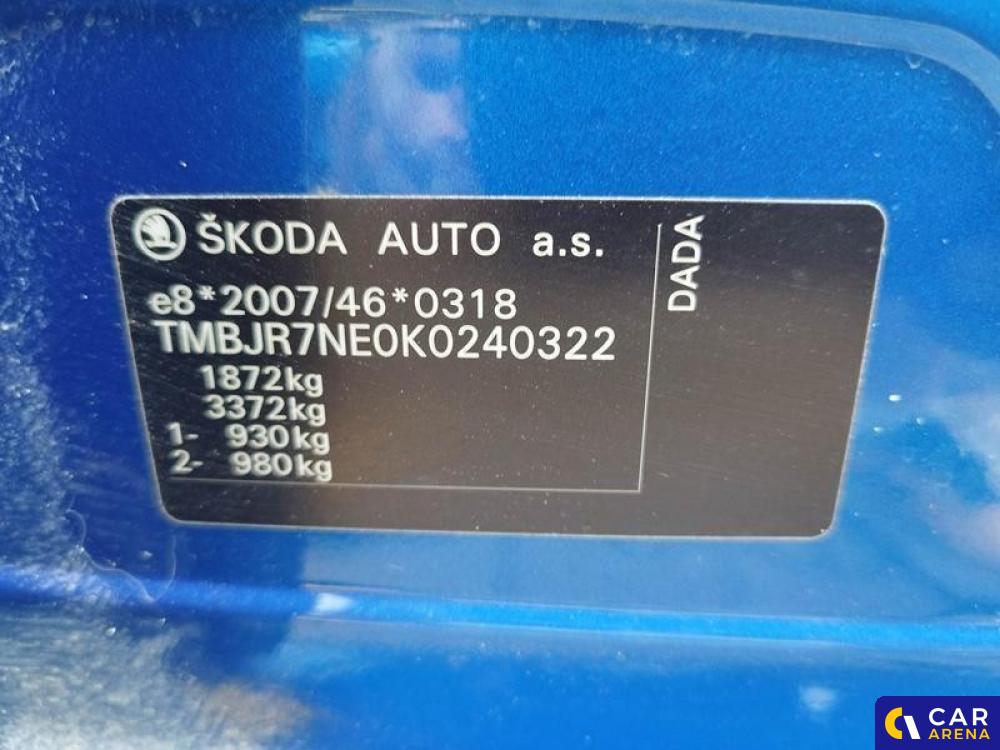 ŠKODA AUTO a.s.
e8*2007/46*0318
TMBJR7NE0K0240322
1872kg
3372kg
1- 930kg
2- 980kg
DADA
CAR
ARENA